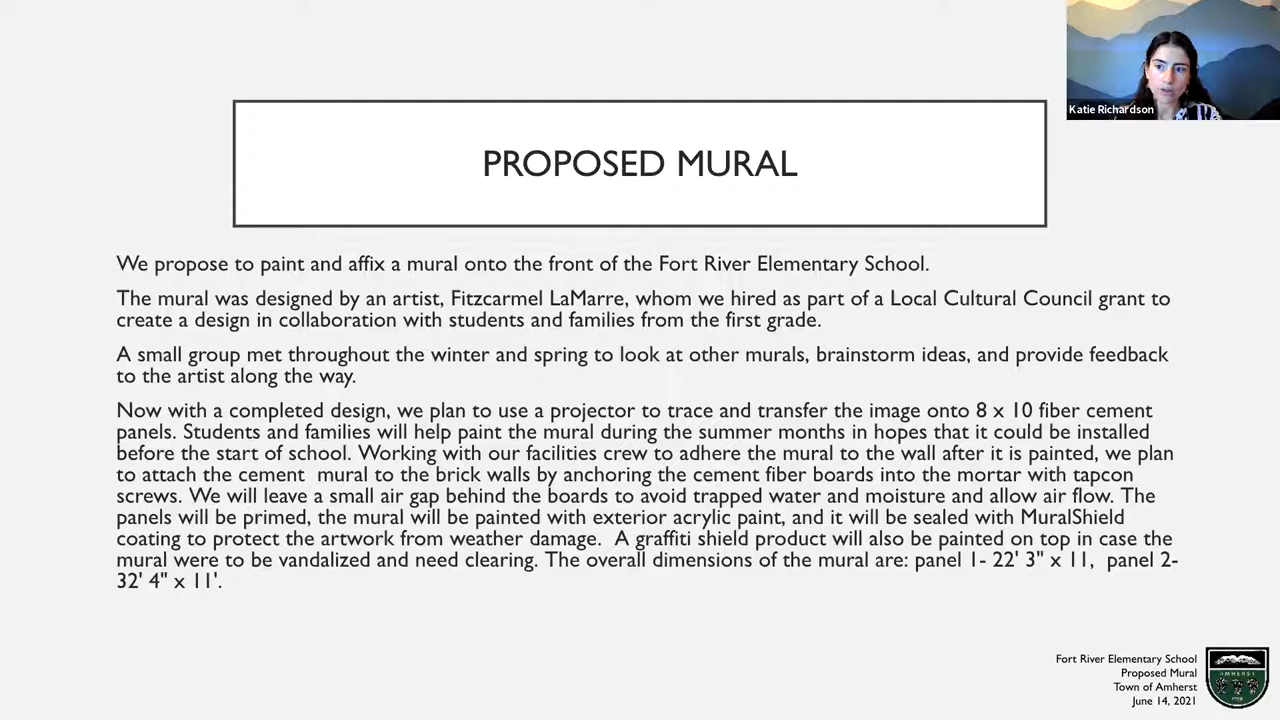 Katie Richardson
PROPOSED MURAL
We propose to paint and affix a mural onto the front of the Fort River Elementary School.
The mural was designed by an artist, Fitzcarmel LaMarre, whom we hired as part of a Local Cultural Council grant to
create a design in collaboration with students and families from the first grade.
A small group met throughout the winter and spring to look at other murals, brainstorm ideas, and provide feedback
to the artist along the way.
Now with a completed design, we plan to use a projector to trace and transfer the image onto 8 x 10 fiber cement
panels. Students and families will help paint the mural during the summer months in hopes that it could be installed
before the start of school. Working with our facilities crew to adhere the mural to the wall after it is painted, we plan
to attach the cement  mural to the brick walls by anchoring the cement fiber boards into the mortar with tapcon
screws. We will leave a small air gap behind the boards to avoid trapped water and moisture and allow air flow. The
panels will be primed, the mural will be painted with exterior acrylic paint, and it will be sealed with MuralShield
coating to protect the artwork from weather damage.  A graffiti shield product will also be painted on top in case the
mural were to be vandalized and need clearing. The overall dimensions of the mural are: panel 1- 22' 3" x 11,  panel 2-
32' 4" x 11'.
Fort River Elementary School
Proposed Mural
Town of Amherst
June 14, 2021
AMHERST